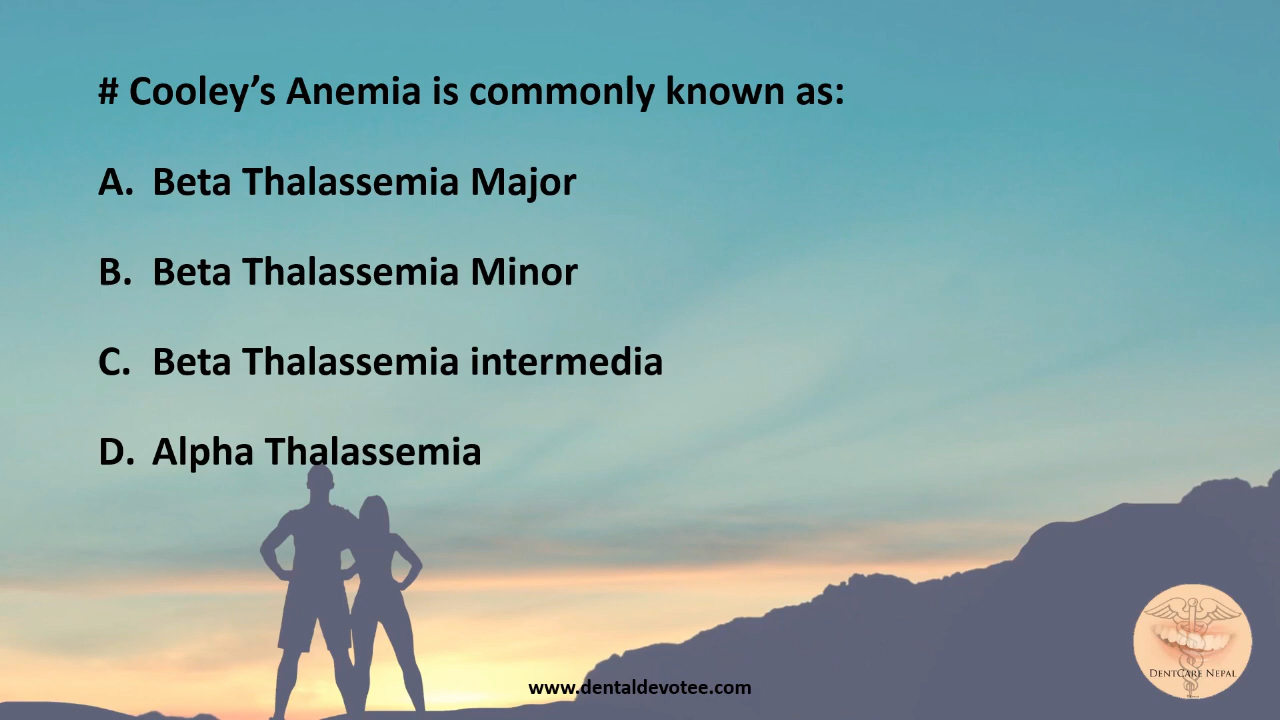 # Cooley’s Anemia is commonly known as:
A. Beta Thalassemia Major
B. Beta Thalassemia Minor
C. Beta Thalassemia intermedia
D. Alpha Thalassemia
www.dentaldevotee.com
DentCare Nepal